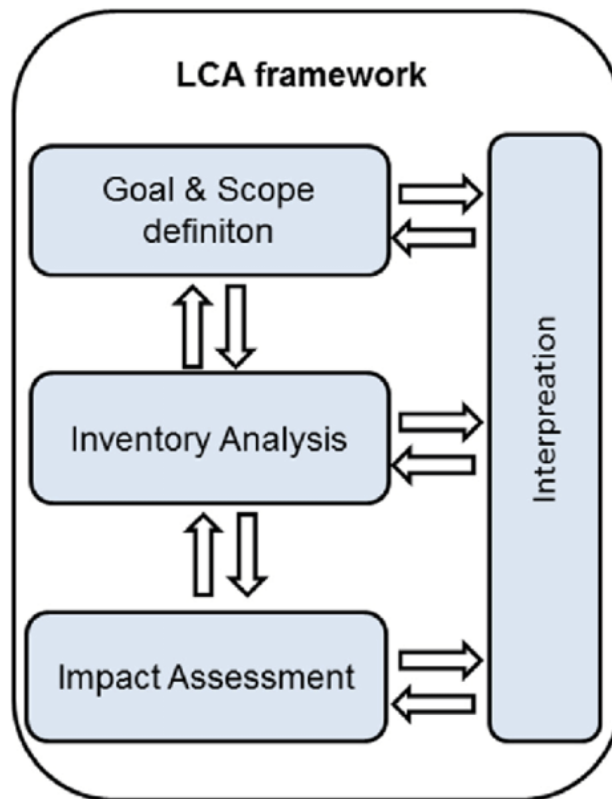 LCA framework
Goal & Scope
definiton
Inventory Analysis
Impact Assessment
Interpreation